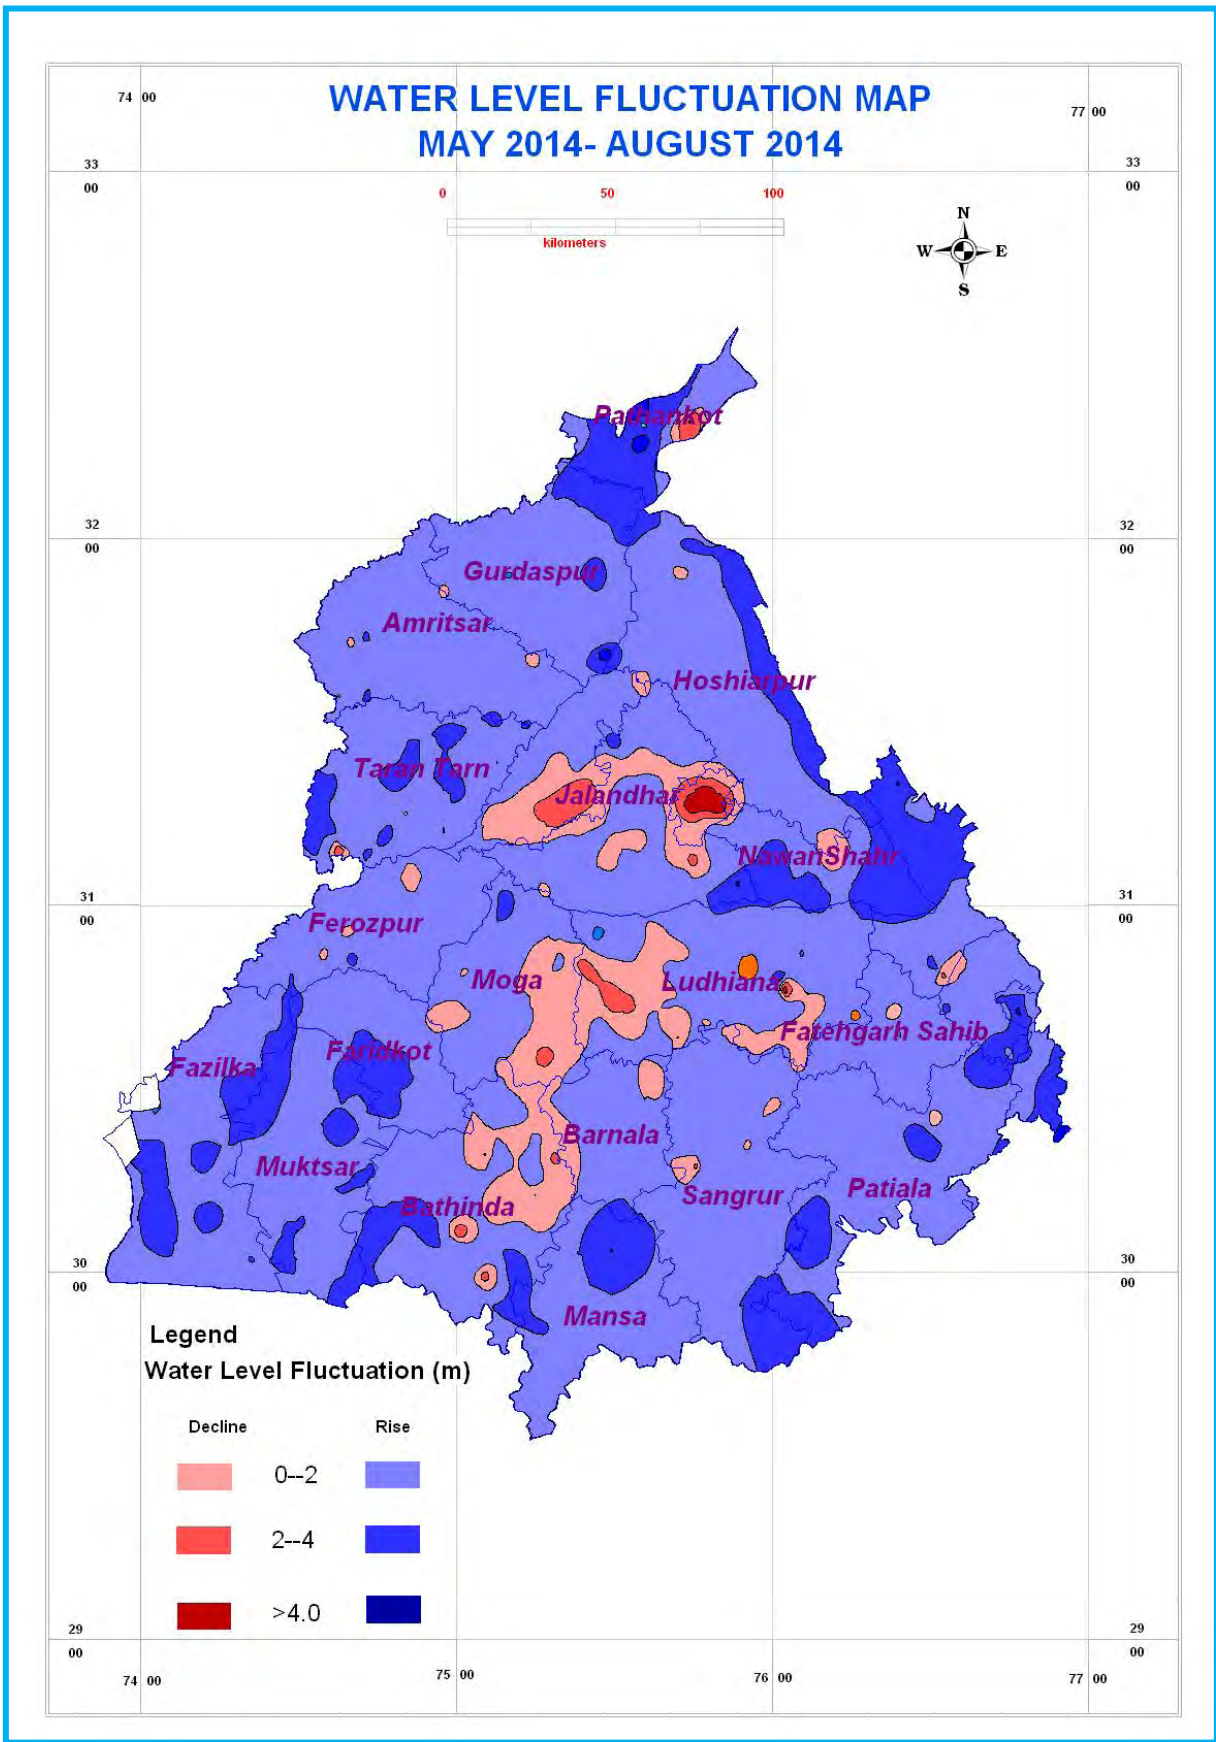 WATER LEVEL FLUCTUATION MAP
MAY 2014- AUGUST 2014
74 00
77 00
33
00
33
00
0 50 100
kilometers
N
W E
S
Pathankot
32
00
32
00
Gurdaspur
Amritsar
Hoshiarpur
Taran Tarn
Jalandhar
NawanShahr
31
00
31
00
Ferozpur
Moga
Ludhiana
Fatehgarh Sahib
Faridkot
Fazilka
Barnala
Muktsar
Sangrur
Patiala
Bathinda
30
00
30
00
Mansa
Legend
Water Level Fluctuation (m)
Decline Rise
0--2
2--4
>4.0
29
00
29
00
74 00
75 00
76 00
77 00